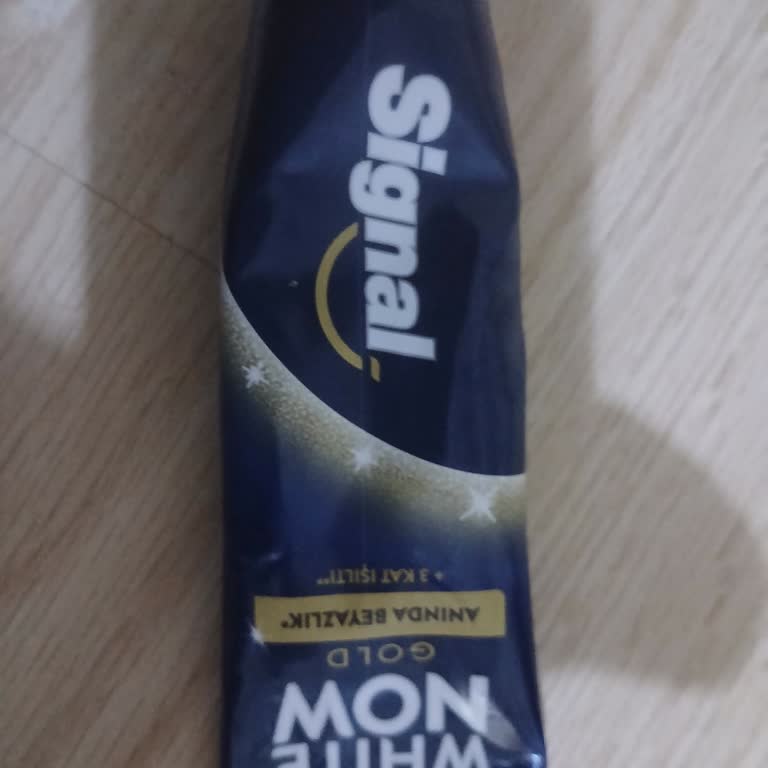 Signal
WHITE
NOW
GOLD
ANINDA BEYAZLIK*
+ 3 KAT IŞILTI**